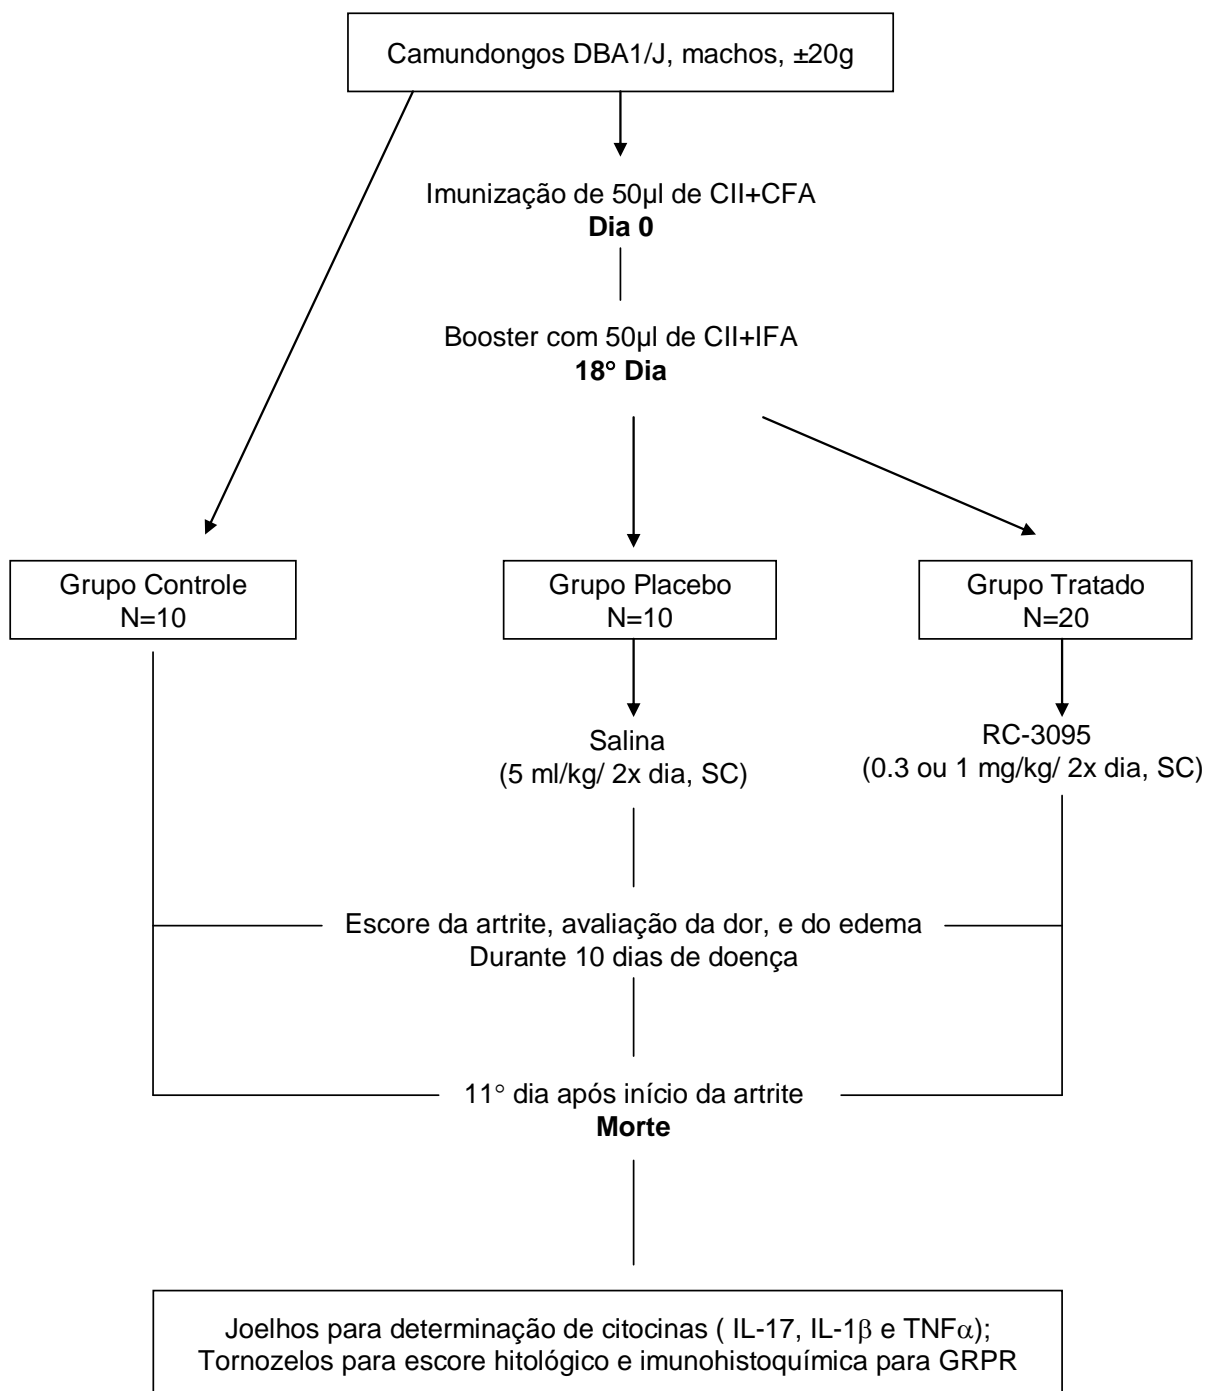 Camundongos DBA1/J, machos, ±20g
Imunização de 50µl de CII+CFA
Dia 0
Booster com 50µl de CII+IFA
18° Dia
Grupo Controle
N=10
Grupo Placebo
N=10
Grupo Tratado
N=20
Salina
(5 ml/kg/ 2x dia, SC)
RC-3095
(0.3 ou 1 mg/kg/ 2x dia, SC)
Escore da artrite, avaliação da dor, e do edema
Durante 10 dias de doença
11° dia após início da artrite
Morte
Joelhos para determinação de citocinas ( IL-17, IL-1β e TNFα);
Tornozelos para escore hitológico e imunohistoquímica para GRPR